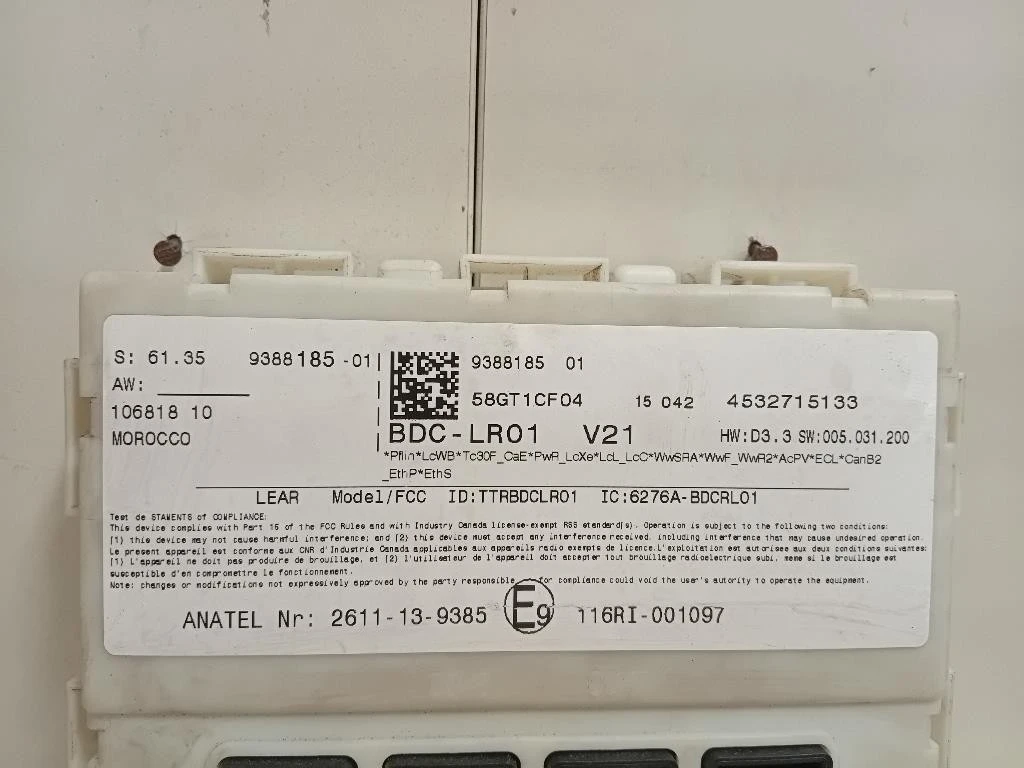 S: 61.35 9388185-01
AW:
106818 10
MOROCCO
9388185 01
58GT1CF04 15 042 4532715133
BDC-LR01 V21 HW:D3.3 SW:005.031.200
*Pflin*LcWB*Tc30F_CaE*PwR_LcXe*LcL_LcC*WwSRA*WwF_WwR2*AcPV*ECL*CanB2
_EthP*EthS
LEAR Model/FCC ID:TTRBDCLR01 IC:6276A-BDCRL01
Test de STAMENTS of COMPLIANCE:
This device complies with Part 15 of the FCC Rules and with Industry Canada license-exempt RSS standard(s). Operation is subject to the following two conditions:
(1) this device may not cause harmful interference; and (2) this device must accept any interference received, including interference that may cause undesired operation.
Le present appareil est conforme aux CNR d'Industrie Canada applicables aux appareils radio exempts de licence.L'exploitation est autorisee aux deux conditions suivantes:
(1) L'appareil ne doit pas produire de brouillage, et (2) l'utilisateur de l'appareil doit accepter tout brouillage radioelectrique subi, meme si le brouillage est
susceptible d'en compromettre le fonctionnement.
Note: changes or modifications not expressively approved by the party responsible for compliance could void the user's autority to operate the equipment.
ANATEL Nr: 2611-13-9385 E9 116RI-001097